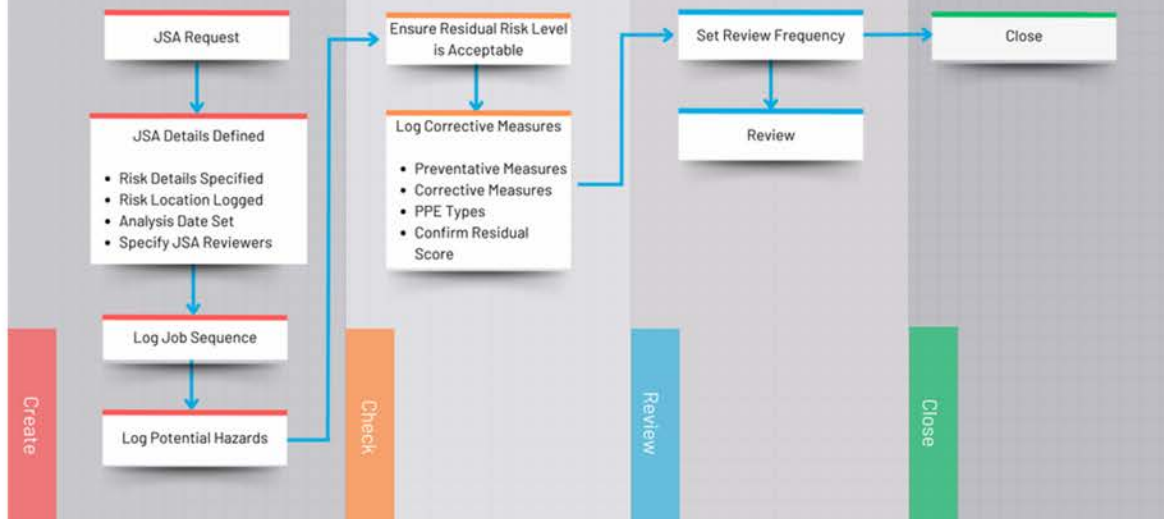 JSA Request
JSA Details Defined
• Risk Details Specified
• Risk Location Logged
• Analysis Date Set
• Specify JSA Reviewers
Log Job Sequence
Log Potential Hazards
Create
Ensure Residual Risk Level
is Acceptable
Log Corrective Measures
• Preventative Measures
• Corrective Measures
• PPE Types
• Confirm Residual
Score
Check
Set Review Frequency
Review
Review
Close
Close